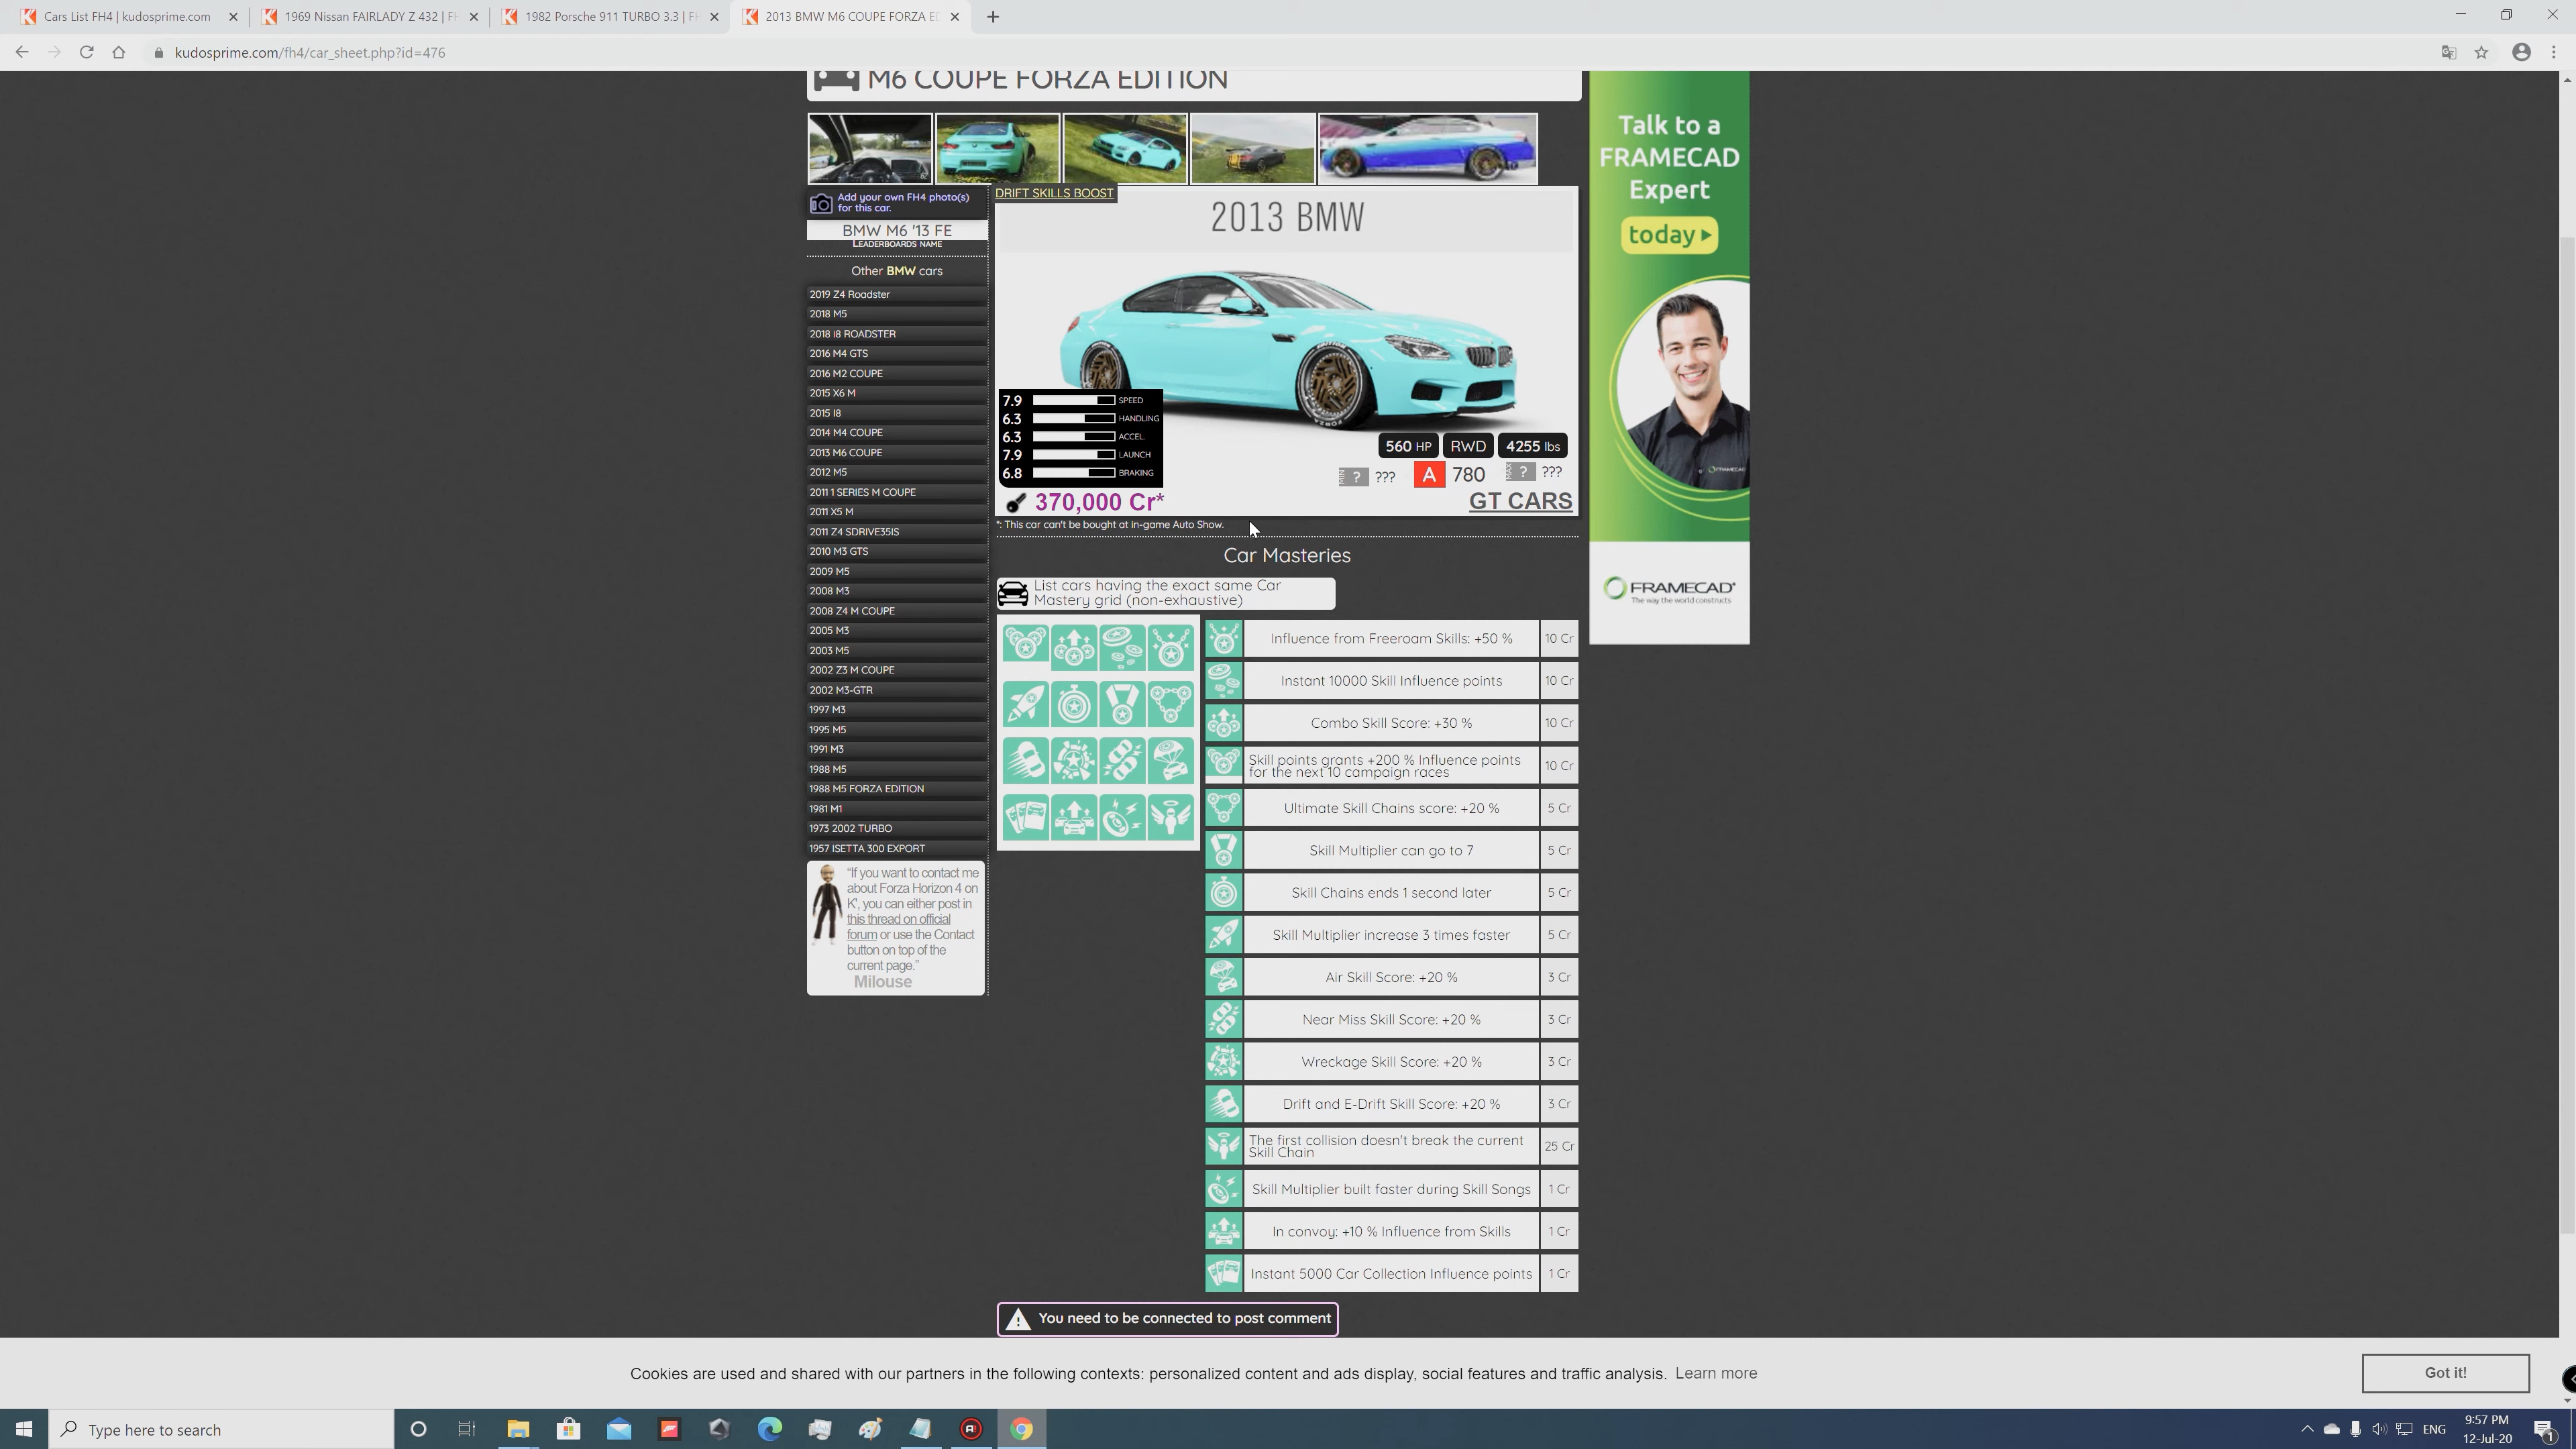 Cars List FH4 | kudosprime.com
1969 Nissan FAIRLADY Z 432 | FH
1982 Porsche 911 TURBO 3.3 | FH
2013 BMW M6 COUPE FORZA ED
kudosprime.com/fh4/car_sheet.php?id=476
M6 COUPE FORZA EDITION
Add your own FH4 photo(s)
for this car.
BMW M6 '13 FE
LEADERBOARDS NAME
Other BMW cars
2019 Z4 Roadster
2018 M5
2018 I8 ROADSTER
2016 M4 GTS
2016 M2 COUPE
2015 X6 M
2015 I8
2014 M4 COUPE
2013 M6 COUPE
2012 M5
2011 1 SERIES M COUPE
2011 X5 M
2011 Z4 SDRIVE35IS
2010 M3 GTS
2009 M5
2008 M3
2008 Z4 M COUPE
2005 M3
2003 M5
2002 Z3 M COUPE
2002 M3-GTR
1997 M3
1995 M5
1991 M3
1988 M5
1988 M5 FORZA EDITION
1981 M1
1973 2002 TURBO
1957 ISETTA 300 EXPORT
"If you want to contact me
about Forza Horizon 4 on
K', you can either post in
this thread on official
forum or use the Contact
button on top of the
current page."
Milouse
DRIFT SKILLS BOOST
2013 BMW
7.9 SPEED
6.3 HANDLING
6.3 ACCEL.
7.9 LAUNCH
6.8 BRAKING
560 HP RWD 4255 lbs
? ??? A 780 ? ???
370,000 Cr* GT CARS
*: This car can't be bought at in-game Auto Show.
Car Masteries
List cars having the exact same Car
Mastery grid (non-exhaustive)
Influence from Freeroam Skills: +50 % 10 Cr
Instant 10000 Skill Influence points 10 Cr
Combo Skill Score: +30 % 10 Cr
Skill points grants +200 % Influence points
for the next 10 campaign races 10 Cr
Ultimate Skill Chains score: +20 % 5 Cr
Skill Multiplier can go to 7 5 Cr
Skill Chains ends 1 second later 5 Cr
Skill Multiplier increase 3 times faster 5 Cr
Air Skill Score: +20 % 3 Cr
Near Miss Skill Score: +20 % 3 Cr
Wreckage Skill Score: +20 % 3 Cr
Drift and E-Drift Skill Score: +20 % 3 Cr
The first collision doesn't break the current
Skill Chain 25 Cr
Skill Multiplier built faster during Skill Songs 1 Cr
In convoy: +10 % Influence from Skills 1 Cr
Instant 5000 Car Collection Influence points 1 Cr
You need to be connected to post comment
Talk to a
FRAMECAD
Expert
today
FRAMECAD
The way the world constructs
Cookies are used and shared with our partners in the following contexts: personalized content and ads display, social features and traffic analysis. Learn more
Got it!
Type here to search
ENG
9:57 PM
12-Jul-20
1